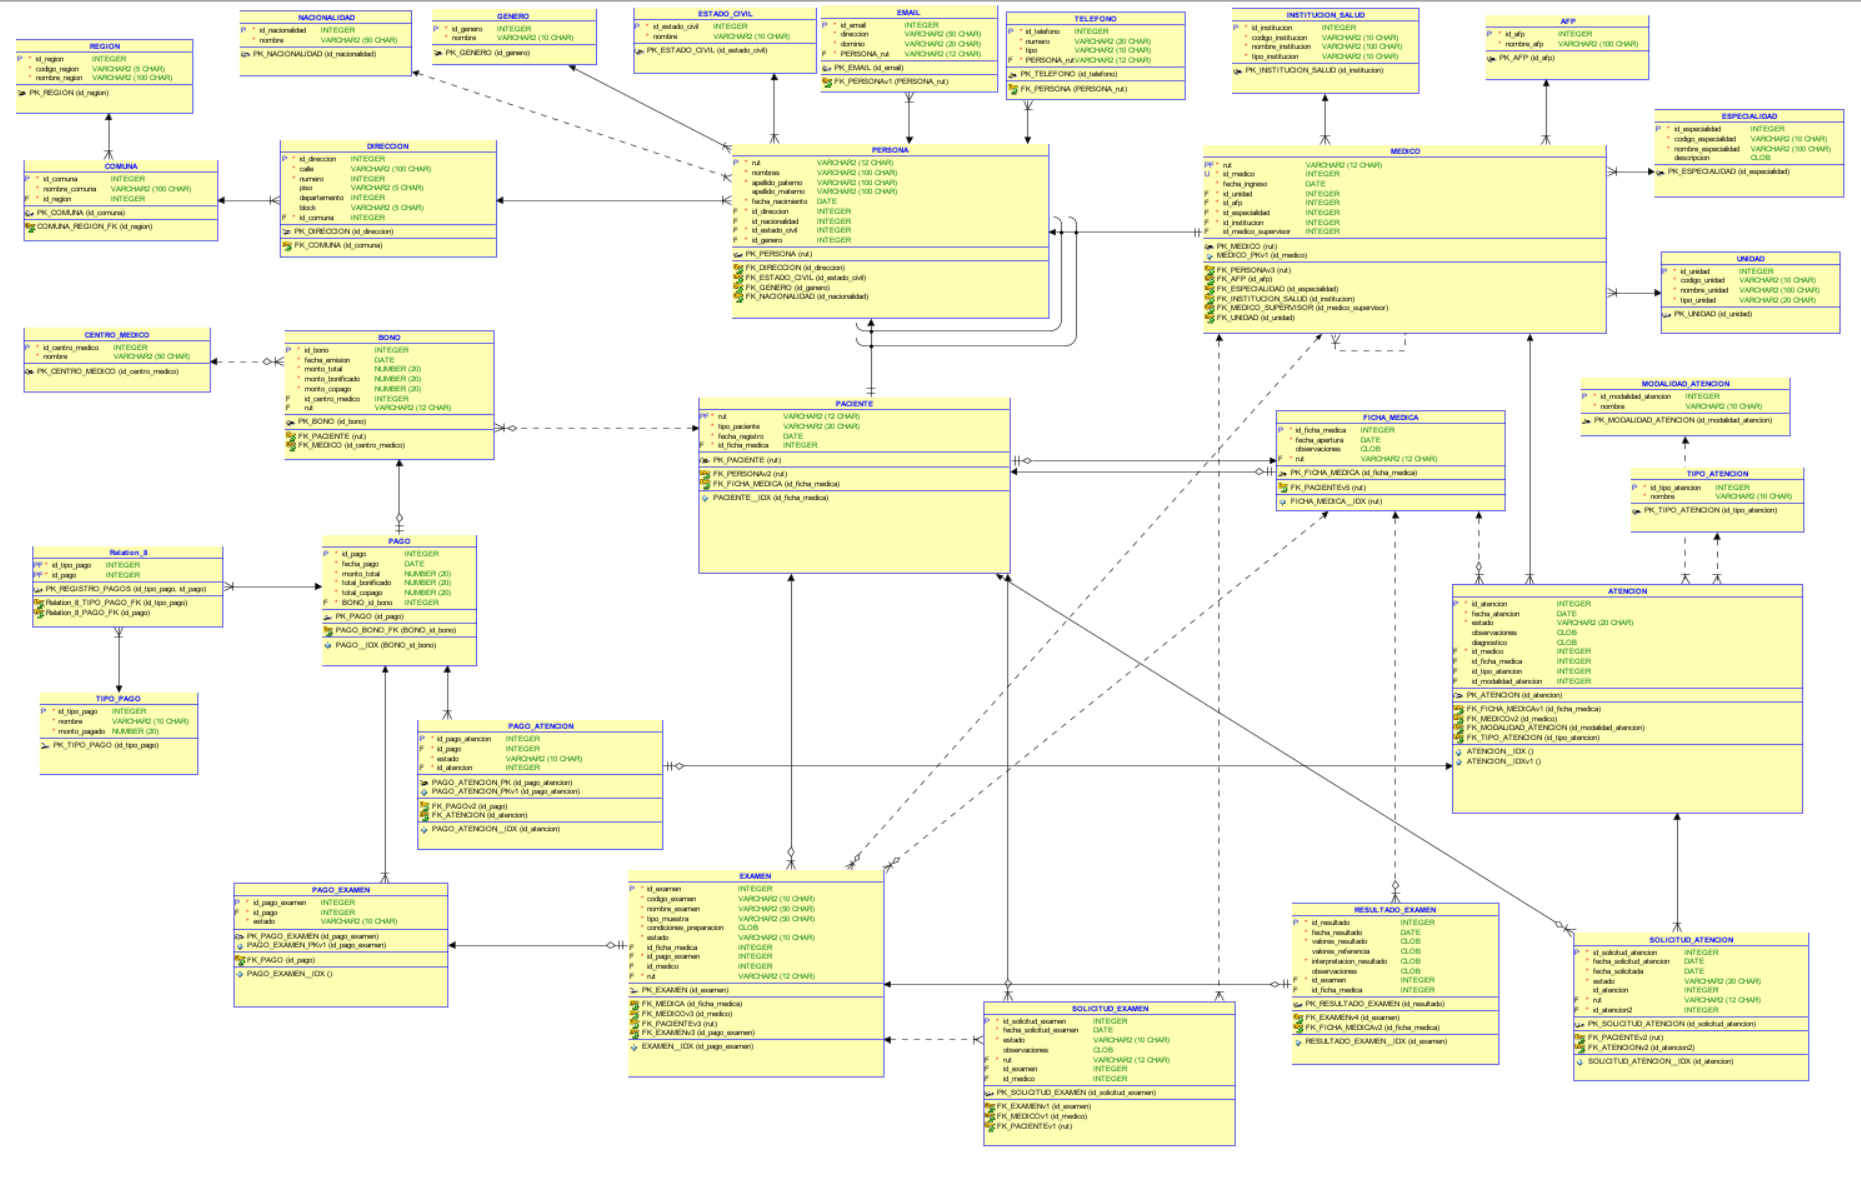 REGION
P * id_region INTEGER
* codigo_region VARCHAR2 (5 CHAR)
* nombre_region VARCHAR2 (100 CHAR)
PK_REGION (id_region)
NACIONALIDAD
P * id_nacionalidad INTEGER
* nombre VARCHAR2 (50 CHAR)
PK_NACIONALIDAD (id_nacionalidad)
GENERO
P * id_genero INTEGER
* nombre VARCHAR2 (10 CHAR)
PK_GENERO (id_genero)
ESTADO_CIVIL
P * id_estado_civil INTEGER
* nombre VARCHAR2 (10 CHAR)
PK_ESTADO_CIVIL (id_estado_civil)
EMAIL
P * id_email INTEGER
* direccion VARCHAR2 (50 CHAR)
* dominio VARCHAR2 (20 CHAR)
F * PERSONA_rut VARCHAR2 (12 CHAR)
PK_EMAIL (id_email)
FK_PERSONAv1 (PERSONA_rut)
TELEFONO
P * id_telefono INTEGER
* numero VARCHAR2 (20 CHAR)
* tipo VARCHAR2 (10 CHAR)
F * PERSONA_rut VARCHAR2 (12 CHAR)
PK_TELEFONO (id_telefono)
FK_PERSONA (PERSONA_rut)
INSTITUCION_SALUD
P * id_institucion INTEGER
* codigo_institucion VARCHAR2 (10 CHAR)
* nombre_institucion VARCHAR2 (100 CHAR)
* tipo_institucion VARCHAR2 (10 CHAR)
PK_INSTITUCION_SALUD (id_institucion)
AFP
P * id_afp INTEGER
* nombre_afp VARCHAR2 (100 CHAR)
PK_AFP (id_afp)
ESPECIALIDAD
P * id_especialidad INTEGER
* codigo_especialidad VARCHAR2 (10 CHAR)
* nombre_especialidad VARCHAR2 (100 CHAR)
descripcion CLOB
PK_ESPECIALIDAD (id_especialidad)
COMUNA
P * id_comuna INTEGER
* nombre_comuna VARCHAR2 (100 CHAR)
F * id_region INTEGER
PK_COMUNA (id_comuna)
COMUNA_REGION_FK (id_region)
DIRECCION
P * id_direccion INTEGER
* calle VARCHAR2 (100 CHAR)
* numero INTEGER
piso VARCHAR2 (5 CHAR)
departamento INTEGER
block VARCHAR2 (5 CHAR)
F * id_comuna INTEGER
PK_DIRECCION (id_direccion)
FK_COMUNA (id_comuna)
PERSONA
P * rut VARCHAR2 (12 CHAR)
* nombres VARCHAR2 (100 CHAR)
* apellido_paterno VARCHAR2 (100 CHAR)
apellido_materno VARCHAR2 (100 CHAR)
* fecha_nacimiento DATE
F * id_direccion INTEGER
F * id_nacionalidad INTEGER
F * id_estado_civil INTEGER
F * id_genero INTEGER
PK_PERSONA (rut)
FK_DIRECCION (id_direccion)
FK_ESTADO_CIVIL (id_estado_civil)
FK_GENERO (id_genero)
FK_NACIONALIDAD (id_nacionalidad)
MEDICO
PF * rut VARCHAR2 (12 CHAR)
U * id_medico INTEGER
* fecha_ingreso DATE
F * id_unidad INTEGER
F * id_afp INTEGER
F * id_especialidad INTEGER
F * id_institucion INTEGER
F id_medico_supervisor INTEGER
PK_MEDICO (rut)
MEDICO_PKv1 (id_medico)
FK_PERSONAv3 (rut)
FK_AFP (id_afp)
FK_ESPECIALIDAD (id_especialidad)
FK_INSTITUCION_SALUD (id_institucion)
FK_MEDICO_SUPERVISOR (id_medico_supervisor)
FK_UNIDAD (id_unidad)
UNIDAD
P * id_unidad INTEGER
* codigo_unidad VARCHAR2 (10 CHAR)
* nombre_unidad VARCHAR2 (100 CHAR)
* tipo_unidad VARCHAR2 (20 CHAR)
PK_UNIDAD (id_unidad)
CENTRO_MEDICO
P * id_centro_medico INTEGER
* nombre VARCHAR2 (50 CHAR)
PK_CENTRO_MEDICO (id_centro_medico)
BONO
P * id_bono INTEGER
* fecha_emision DATE
* monto_total NUMBER (20)
* monto_bonificado NUMBER (20)
* monto_copago NUMBER (20)
F id_centro_medico INTEGER
F rut VARCHAR2 (12 CHAR)
PK_BONO (id_bono)
FK_PACIENTE (rut)
FK_MEDICO (id_centro_medico)
PACIENTE
PF * rut VARCHAR2 (12 CHAR)
* tipo_paciente VARCHAR2 (20 CHAR)
* fecha_registro DATE
F * id_ficha_medica INTEGER
PK_PACIENTE (rut)
FK_PERSONAv2 (rut)
FK_FICHA_MEDICA (id_ficha_medica)
PACIENTE__IDX (id_ficha_medica)
FICHA_MEDICA
P * id_ficha_medica INTEGER
* fecha_apertura DATE
observaciones CLOB
F * rut VARCHAR2 (12 CHAR)
PK_FICHA_MEDICA (id_ficha_medica)
FK_PACIENTEv5 (rut)
FICHA_MEDICA__IDX (rut)
MODALIDAD_ATENCION
P * id_modalidad_atencion INTEGER
* nombre VARCHAR2 (10 CHAR)
PK_MODALIDAD_ATENCION (id_modalidad_atencion)
TIPO_ATENCION
P * id_tipo_atencion INTEGER
* nombre VARCHAR2 (10 CHAR)
PK_TIPO_ATENCION (id_tipo_atencion)
Relation_8
PF * id_tipo_pago INTEGER
PF * id_pago INTEGER
PK_REGISTRO_PAGOS (id_tipo_pago, id_pago)
Relation_8_TIPO_PAGO_FK (id_tipo_pago)
Relation_8_PAGO_FK (id_pago)
PAGO
P * id_pago INTEGER
* fecha_pago DATE
* monto_total NUMBER (20)
* total_bonificado NUMBER (20)
* total_copago NUMBER (20)
F * BONO_id_bono INTEGER
PK_PAGO (id_pago)
PAGO_BONO_FK (BONO_id_bono)
PAGO__IDX (BONO_id_bono)
ATENCION
P * id_atencion INTEGER
* fecha_atencion DATE
* estado VARCHAR2 (20 CHAR)
observaciones CLOB
diagnostico CLOB
F * id_medico INTEGER
F id_ficha_medica INTEGER
F id_tipo_atencion INTEGER
F id_modalidad_atencion INTEGER
PK_ATENCION (id_atencion)
FK_FICHA_MEDICAv1 (id_ficha_medica)
FK_MEDICOv2 (id_medico)
FK_MODALIDAD_ATENCION (id_modalidad_atencion)
FK_TIPO_ATENCION (id_tipo_atencion)
ATENCION__IDX ()
ATENCION__IDXv1 ()
TIPO_PAGO
P * id_tipo_pago INTEGER
* nombre VARCHAR2 (10 CHAR)
* monto_pagado NUMBER (20)
PK_TIPO_PAGO (id_tipo_pago)
PAGO_ATENCION
P * id_pago_atencion INTEGER
F * id_pago INTEGER
* estado VARCHAR2 (10 CHAR)
F * id_atencion INTEGER
PAGO_ATENCION_PK (id_pago_atencion)
PAGO_ATENCION_PKv1 (id_pago_atencion)
FK_PAGOv2 (id_pago)
FK_ATENCION (id_atencion)
PAGO_ATENCION__IDX (id_atencion)
PAGO_EXAMEN
P * id_pago_examen INTEGER
F * id_pago INTEGER
* estado VARCHAR2 (10 CHAR)
PK_PAGO_EXAMEN (id_pago_examen)
PAGO_EXAMEN_PKv1 (id_pago_examen)
FK_PAGO (id_pago)
PAGO_EXAMEN__IDX ()
EXAMEN
P * id_examen INTEGER
* codigo_examen VARCHAR2 (10 CHAR)
* nombre_examen VARCHAR2 (50 CHAR)
* tipo_muestra VARCHAR2 (50 CHAR)
* condiciones_preparacion CLOB
* estado VARCHAR2 (10 CHAR)
F id_ficha_medica INTEGER
F * id_pago_examen INTEGER
F id_medico INTEGER
F * rut VARCHAR2 (12 CHAR)
PK_EXAMEN (id_examen)
FK_MEDICA (id_ficha_medica)
FK_MEDICOv3 (id_medico)
FK_PACIENTEv3 (rut)
FK_EXAMENv3 (id_pago_examen)
EXAMEN__IDX (id_pago_examen)
RESULTADO_EXAMEN
P * id_resultado INTEGER
* fecha_resultado DATE
* valores_resultado CLOB
* valores_referencia CLOB
* interpretacion_resultado CLOB
observaciones CLOB
F * id_examen INTEGER
F id_ficha_medica INTEGER
PK_RESULTADO_EXAMEN (id_resultado)
FK_EXAMENv4 (id_examen)
FK_FICHA_MEDICAv2 (id_ficha_medica)
RESULTADO_EXAMEN__IDX (id_examen)
SOLICITUD_ATENCION
P * id_solicitud_atencion INTEGER
* fecha_solicitud_atencion DATE
* fecha_solicitada DATE
* estado VARCHAR2 (20 CHAR)
id_atencion INTEGER
F * rut VARCHAR2 (12 CHAR)
F * id_atencion2 INTEGER
PK_SOLICITUD_ATENCION (id_solicitud_atencion)
FK_PACIENTEv2 (rut)
FK_ATENCIONv2 (id_atencion2)
SOLICITUD_ATENCION__IDX (id_atencion)
SOLICITUD_EXAMEN
P * id_solicitud_examen INTEGER
* fecha_solicitud_examen DATE
* estado VARCHAR2 (10 CHAR)
observaciones CLOB
F * rut VARCHAR2 (12 CHAR)
F id_examen INTEGER
F id_medico INTEGER
PK_SOLICITUD_EXAMEN (id_solicitud_examen)
FK_EXAMENv1 (id_examen)
FK_MEDICOv1 (id_medico)
FK_PACIENTEv1 (rut)